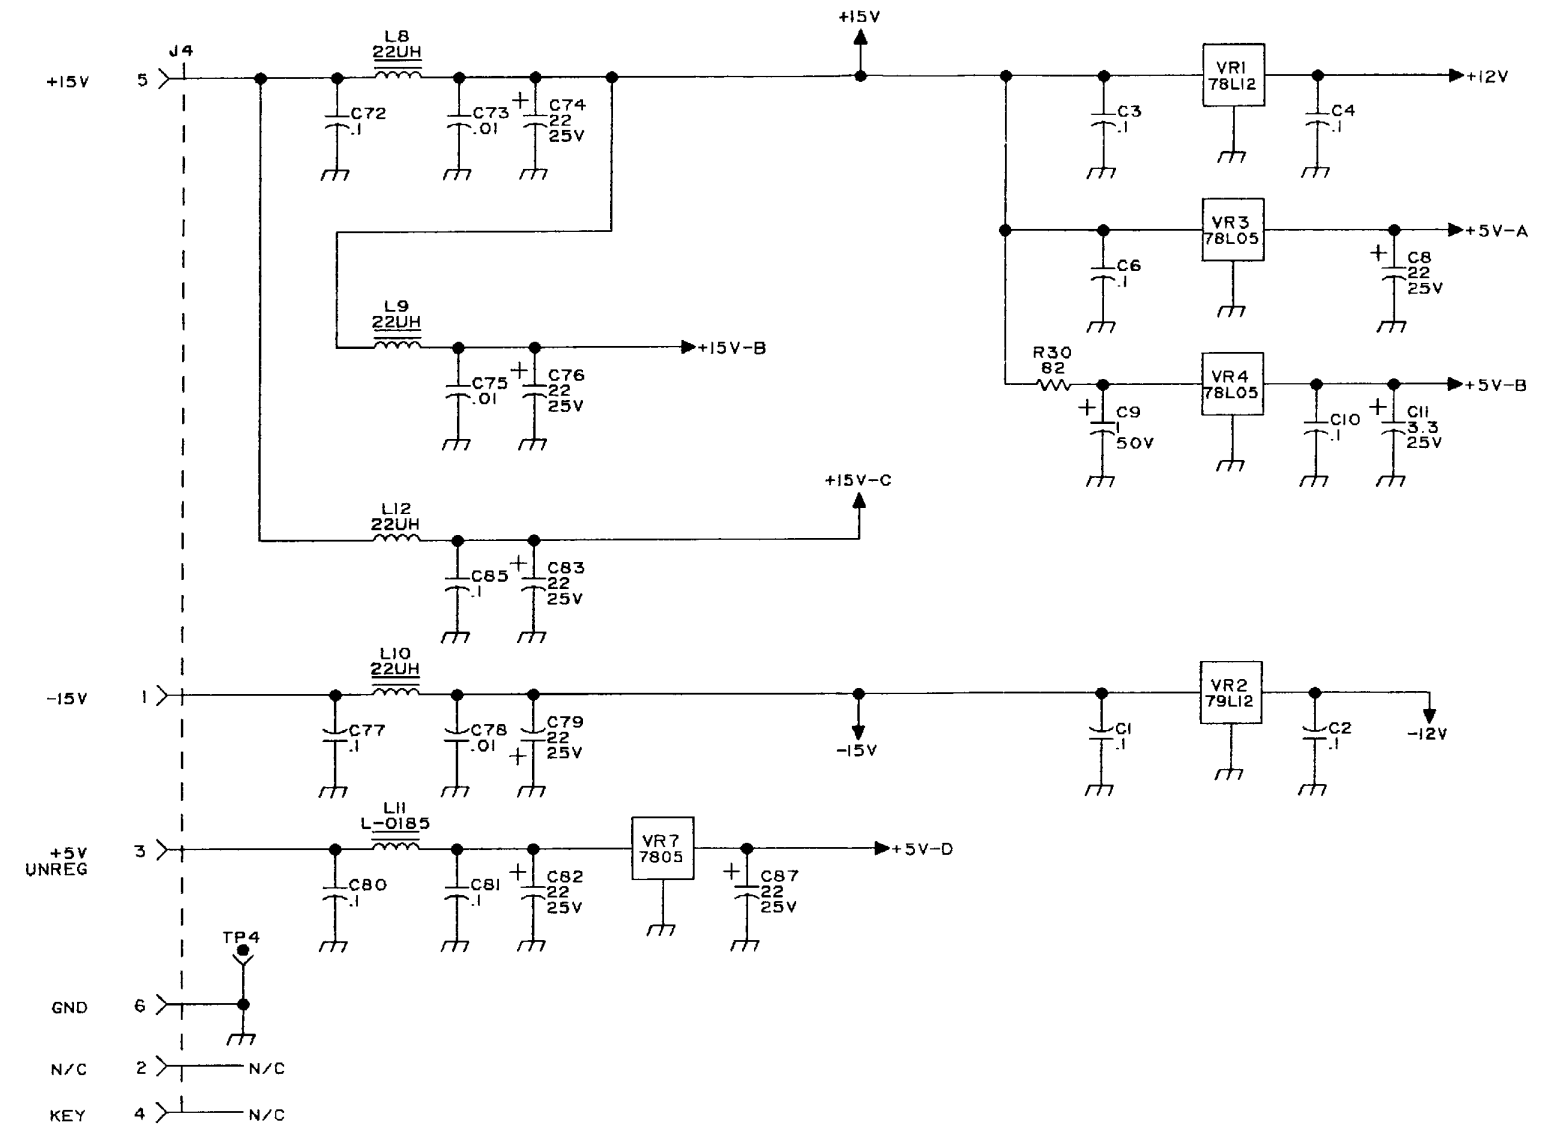 +15V
J4
L8
22UH
+15V
5
C72
.1
C73
.01
+
C74
22
25V
C3
.1
VR1
78L12
C4
.1
+12V
C6
.1
VR3
78L05
+
C8
22
25V
+5V-A
L9
22UH
C75
.01
+
C76
22
25V
+15V-B
R30
82
+
C9
1
50V
VR4
78L05
C10
.1
+
C11
3.3
25V
+5V-B
L12
22UH
C85
.1
+
C83
22
25V
+15V-C
-15V
1
L10
22UH
C77
.1
C78
.01
C79
22
25V
+
-15V
C1
.1
VR2
79L12
C2
.1
-12V
+5V
UNREG
3
L11
L-0185
C80
.1
C81
.1
+
C82
22
25V
VR7
7805
+
C87
22
25V
+5V-D
TP4
GND
6
N/C
2
N/C
KEY
4
N/C